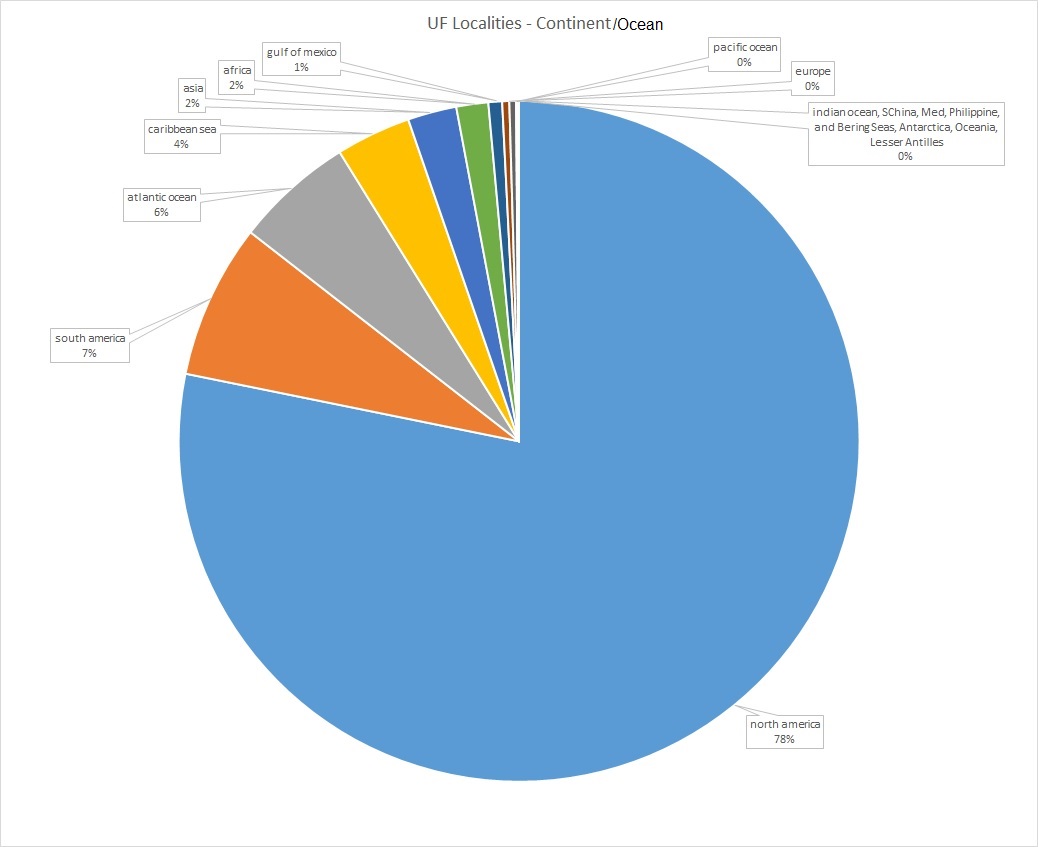 UF Localities - Continent/Ocean
gulf of mexico
1%
pacific ocean
0%
africa
2%
europe
0%
asia
2%
indian ocean, SChina, Med, Philippine,
and Bering Seas, Antarctica, Oceania,
Lesser Antilles
0%
caribbean sea
4%
atlantic ocean
6%
south america
7%
north america
78%